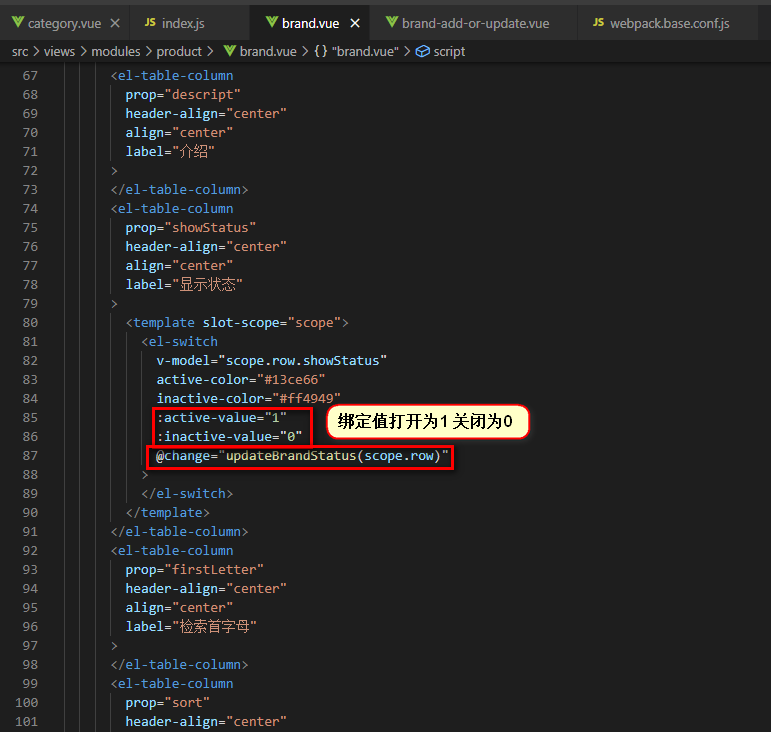 category.vue JS index.js brand.vue brand-add-or-update.vue JS webpack.base.conf.js
src > views > modules > product > brand.vue > {} "brand.vue" > script
67 <el-table-column
68 prop="descript"
69 header-align="center"
70 align="center"
71 label="介绍"
72 >
73 </el-table-column>
74 <el-table-column
75 prop="showStatus"
76 header-align="center"
77 align="center"
78 label="显示状态"
79 >
80 <template slot-scope="scope">
81 <el-switch
82 v-model="scope.row.showStatus"
83 active-color="#13ce66"
84 inactive-color="#ff4949"
85 :active-value="1"
绑定值打开为1 关闭为0
86 :inactive-value="0"
87 @change="updateBrandStatus(scope.row)"
88 >
89 </el-switch>
90 </template>
91 </el-table-column>
92 <el-table-column
93 prop="firstLetter"
94 header-align="center"
95 align="center"
96 label="检索首字母"
97 >
98 </el-table-column>
99 <el-table-column
100 prop="sort"
101 header-align="center"